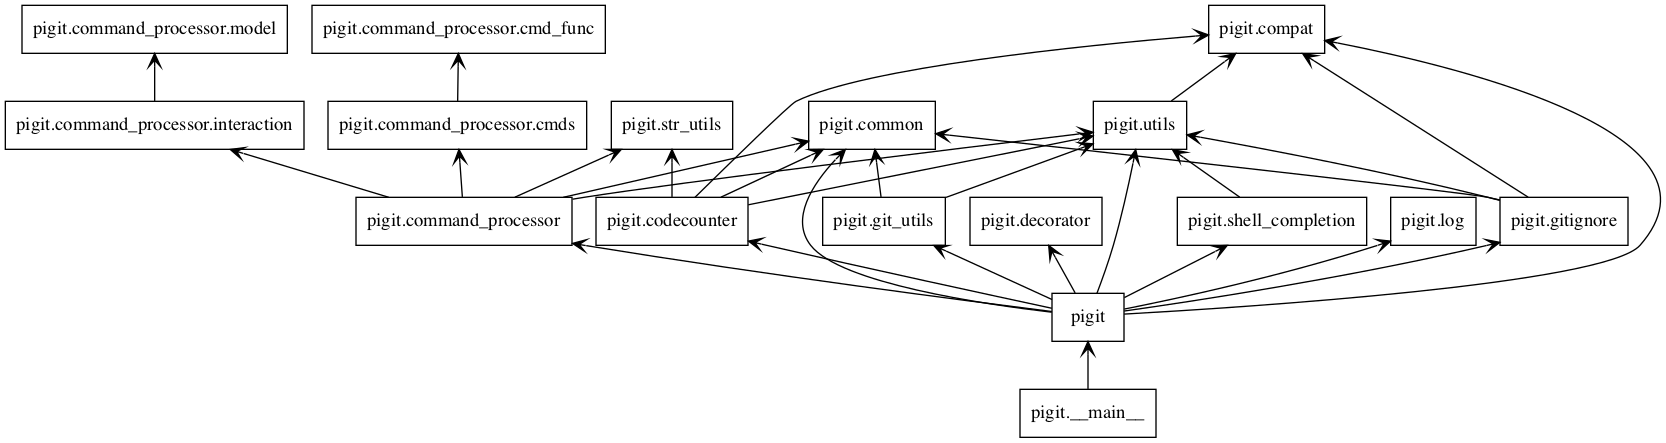 pigit.command_processor.model
pigit.command_processor.cmd_func
pigit.compat
pigit.command_processor.interaction
pigit.command_processor.cmds
pigit.str_utils
pigit.common
pigit.utils
pigit.command_processor
pigit.codecounter
pigit.git_utils
pigit.decorator
pigit.shell_completion
pigit.log
pigit.gitignore
pigit
pigit.__main__